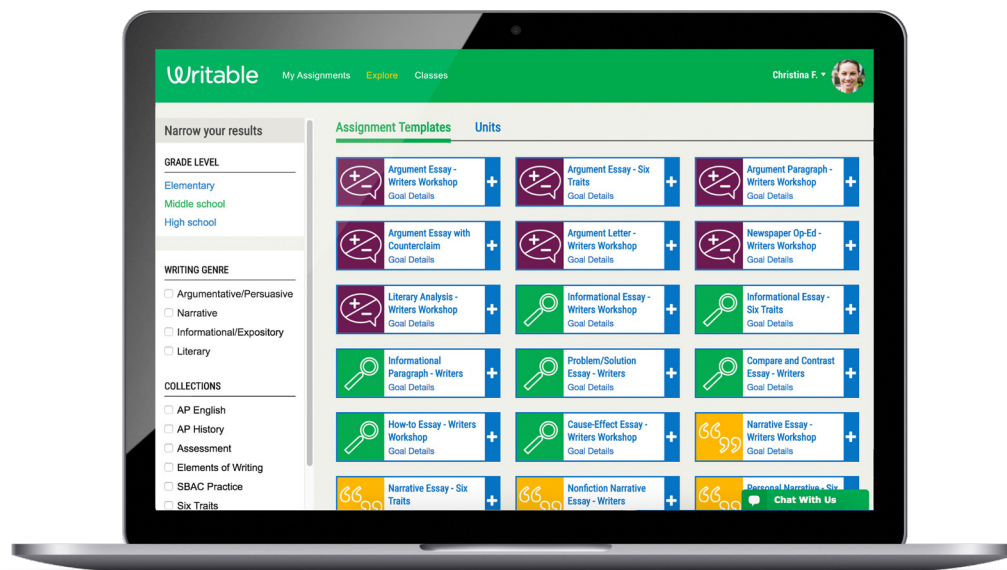 Writable
My Assignments
Explore
Classes
Christina F.
Narrow your results
GRADE LEVEL
Elementary
Middle school
High school
WRITING GENRE
Argumentative/Persuasive
Narrative
Informational/Expository
Literary
COLLECTIONS
AP English
AP History
Assessment
Elements of Writing
SBAC Practice
Six Traits
Assignment Templates
Units
Argument Essay -
Writers Workshop
Goal Details
Argument Essay - Six
Traits
Goal Details
Argument Paragraph -
Writers Workshop
Goal Details
Argument Essay with
Counterclaim
Goal Details
Argument Letter -
Writers Workshop
Goal Details
Newspaper Op-Ed -
Writers Workshop
Goal Details
Literary Analysis -
Writers Workshop
Goal Details
Informational Essay -
Writers Workshop
Goal Details
Informational Essay -
Six Traits
Goal Details
Informational
Paragraph - Writers
Goal Details
Problem/Solution
Essay - Writers
Goal Details
Compare and Contrast
Essay - Writers
Goal Details
How-to Essay - Writers
Workshop
Goal Details
Cause-Effect Essay -
Writers Workshop
Goal Details
Narrative Essay -
Writers Workshop
Goal Details
Narrative Essay - Six
Traits
Nonfiction Narrative
Essay - Writers
Personal Narrative - Six
Chat With Us